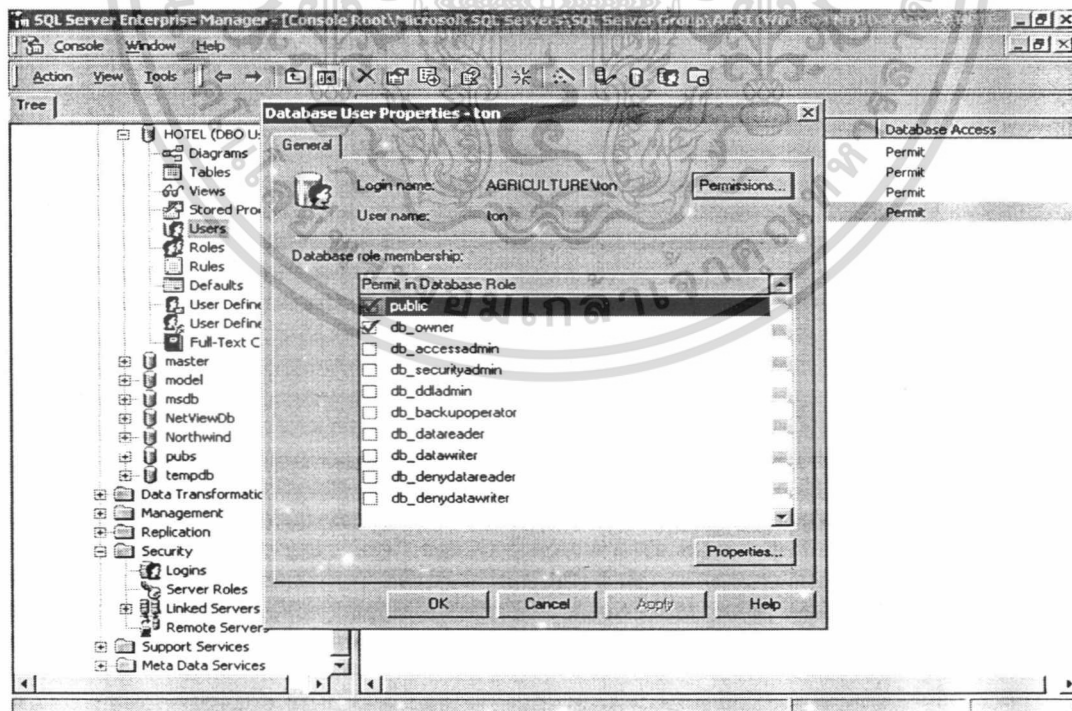 SQL Server Enterprise Manager - [Console Root\Microsoft SQL Servers\SQL Server Group\AGRI (Windows NT)\Databases\
Console Window Help
Action View Tools
Tree
HOTEL (DBO U
Diagrams
Tables
Views
Stored Pro
Users
Roles
Rules
Defaults
User Define
User Define
Full-Text C
master
model
msdb
NetViewDb
Northwind
pubs
tempdb
Data Transformatic
Management
Replication
Security
Logins
Server Roles
Linked Servers
Remote Servers
Support Services
Meta Data Services
Database User Properties - ton
General
Login name: AGRICULTURE\ton
Permissions...
User name: ton
Database role membership:
Permit in Database Role
public
db_owner
db_accessadmin
db_securityadmin
db_ddladmin
db_backupoperator
db_datareader
db_datawriter
db_denydatareader
db_denydatawriter
Properties...
OK Cancel Apply Help
Database Access
Permit
Permit
Permit
Permit